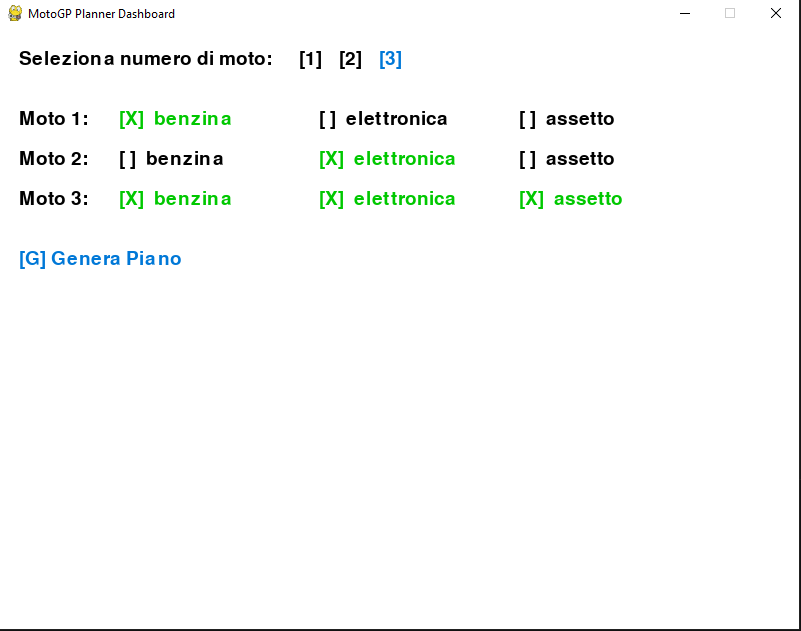 MotoGP Planner Dashboard
Seleziona numero di moto: [1] [2] [3]
Moto 1: [X] benzina [ ] elettronica [ ] assetto
Moto 2: [ ] benzina [X] elettronica [ ] assetto
Moto 3: [X] benzina [X] elettronica [X] assetto
[G] Genera Piano